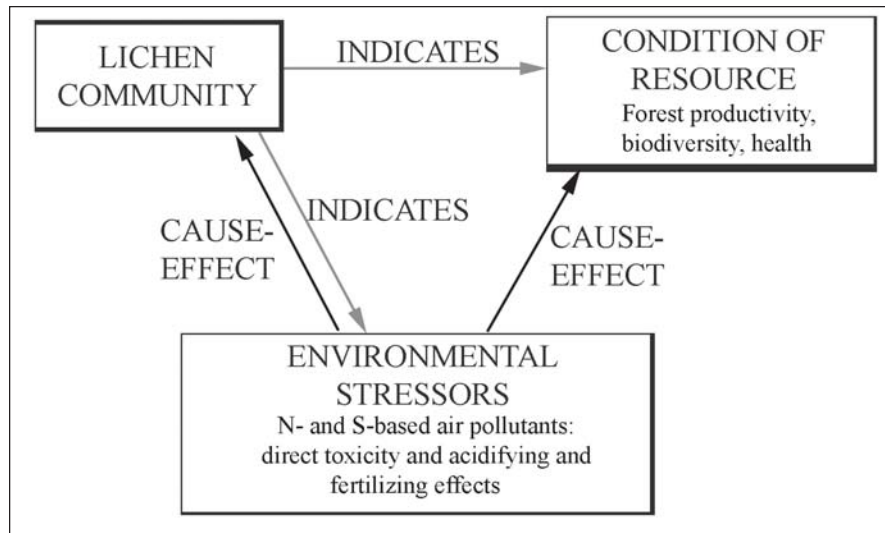 LICHEN
COMMUNITY
INDICATES
CONDITION OF
RESOURCE
Forest productivity,
biodiversity, health
INDICATES
CAUSE-
EFFECT
CAUSE-
EFFECT
ENVIRONMENTAL
STRESSORS
N- and S-based air pollutants:
direct toxicity and acidifying and
fertilizing effects